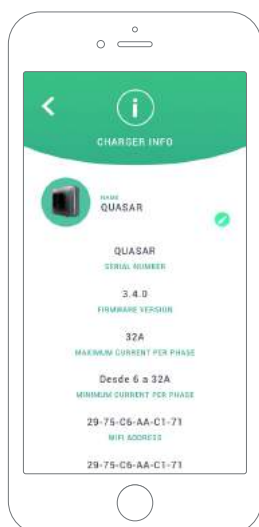 CHARGER INFO
NAME
QUASAR
QUASAR
SERIAL NUMBER
3.4.0
FIRMWARE VERSION
32A
MAXIMUM CURRENT PER PHASE
Desde 6 a 32A
MINIMUM CURRENT PER PHASE
29-75-C6-AA-C1-71
WIFI ADDRESS
29-75-C6-AA-C1-71